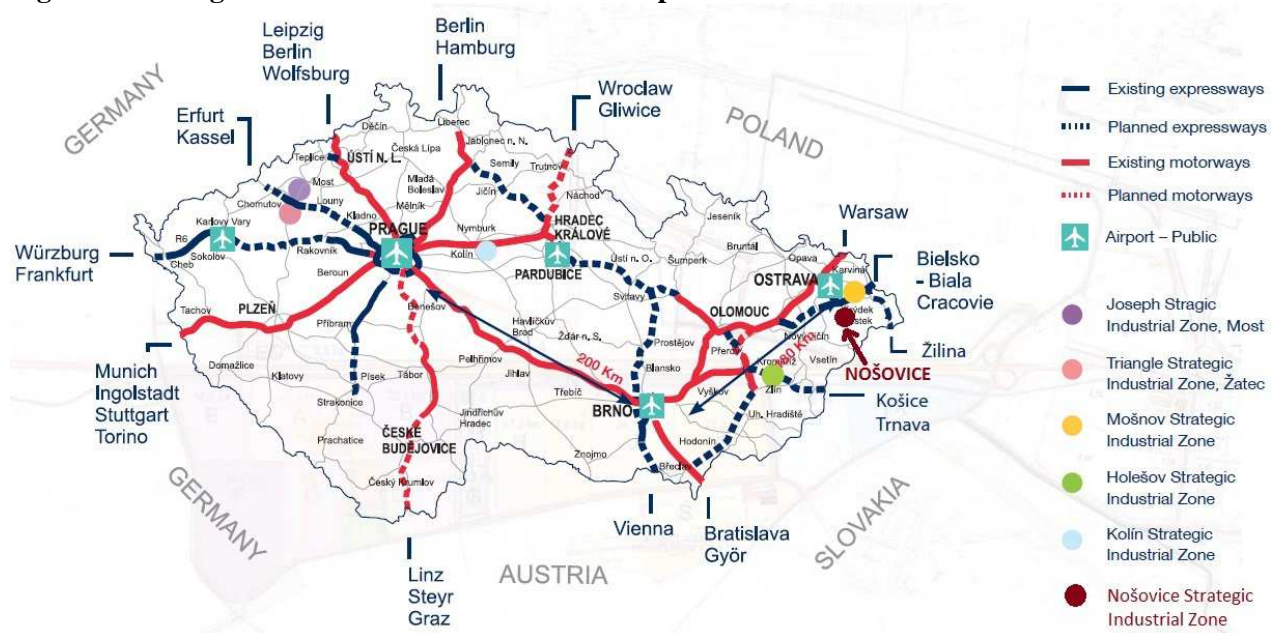 GERMANY
Leipzig
Berlin
Wolfsburg
Berlin
Hamburg
Wroclaw
Gliwice
POLAND
Erfurt
Kassel
Würzburg
Frankfurt
Munich
Ingolstadt
Stuttgart
Torino
GERMANY
Linz
Steyr
Graz
AUSTRIA
Vienna
Bratislava
Györ
SLOVAKIA
Košice
Trnava
Žilina
Bielsko
- Biala
Cracovie
Warsaw
Děčín
Liberec
Teplice
ÚSTÍ N. L.
Česká Lípa
Jablonec n. N.
Semily
Trutnov
Most
Chomutov
Louny
Mladá
Boleslav
Jičín
Náchod
Mělník
Kladno
Karlovy Vary
R6
Sokolov
Cheb
Rakovník
PRAGUE
Nymburk
Kolín
HRADEC
KRÁLOVÉ
PARDUBICE
Ústí n. O.
Jeseník
Bruntál
Šumperk
Opava
Karviná
OSTRAVA
Beroun
Benešov
Svitavy
OLOMOUC
Tachov
PLZEŇ
Příbram
Havlíčkův
Brod
Žďár n. S.
Prostějov
Přerov
Vsetín
NOŠOVICE
Domažlice
Klatovy
Písek
Tábor
Pelhřimov
Jihlava
200 Km
Blansko
Zlín
Strakonice
Třebíč
Vyškov
BRNO
Uh. Hradiště
Prachatice
ČESKÉ
BUDĚJOVICE
Jindřichův
Hradec
Znojmo
Hodonín
Břeclav
Český Krumlov
Existing expressways
Planned expressways
Existing motorways
Planned motorways
Airport – Public
Joseph Stragic
Industrial Zone, Most
Triangle Strategic
Industrial Zone, Žatec
Mošnov Strategic
Industrial Zone
Holešov Strategic
Industrial Zone
Kolín Strategic
Industrial Zone
Nošovice Strategic
Industrial Zone